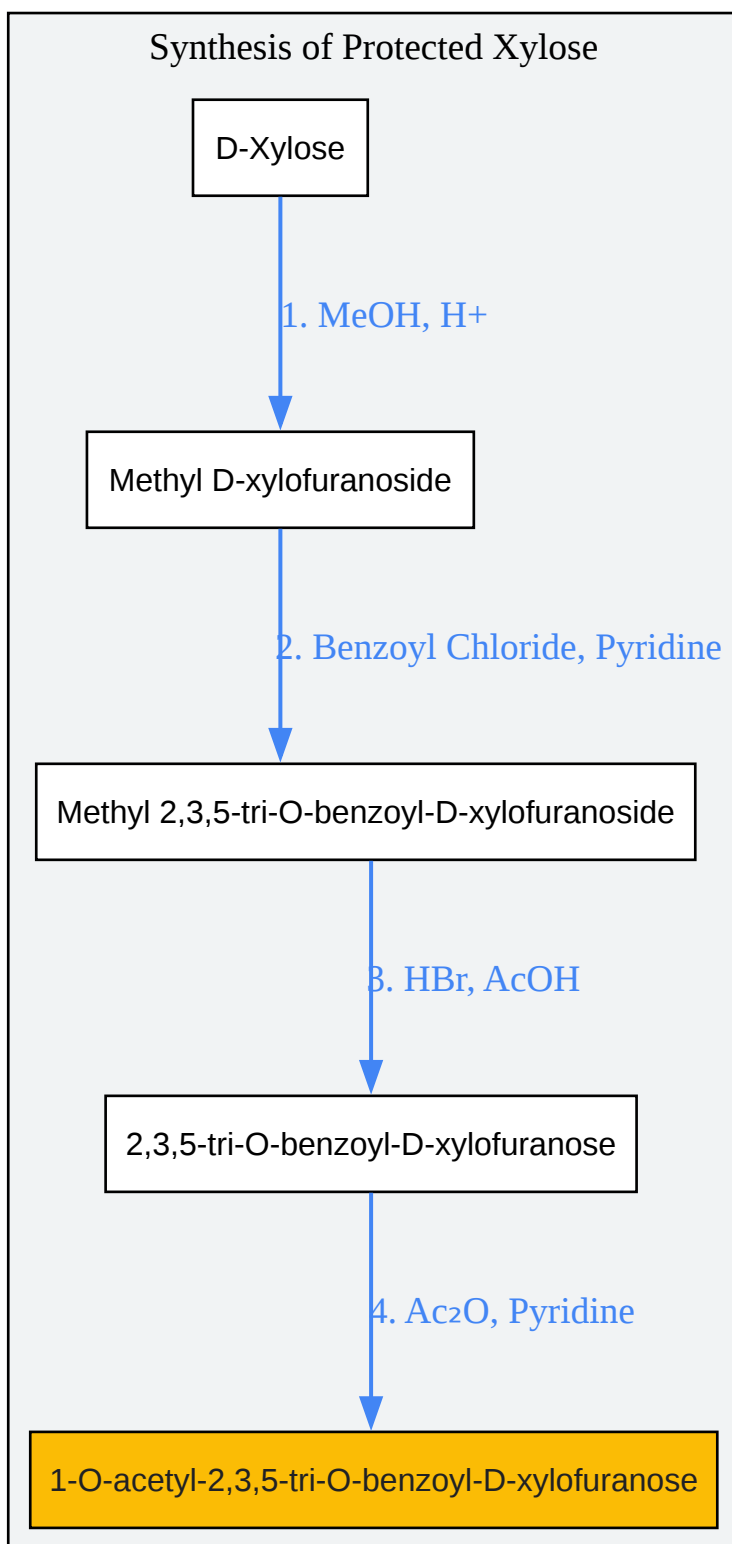 Synthesis of Protected Xylose
D-Xylose
1. MeOH, H+
Methyl D-xylofuranoside
2. Benzoyl Chloride, Pyridine
Methyl 2,3,5-tri-O-benzoyl-D-xylofuranoside
3. HBr, AcOH
2,3,5-tri-O-benzoyl-D-xylofuranose
4. Ac₂O, Pyridine
1-O-acetyl-2,3,5-tri-O-benzoyl-D-xylofuranose